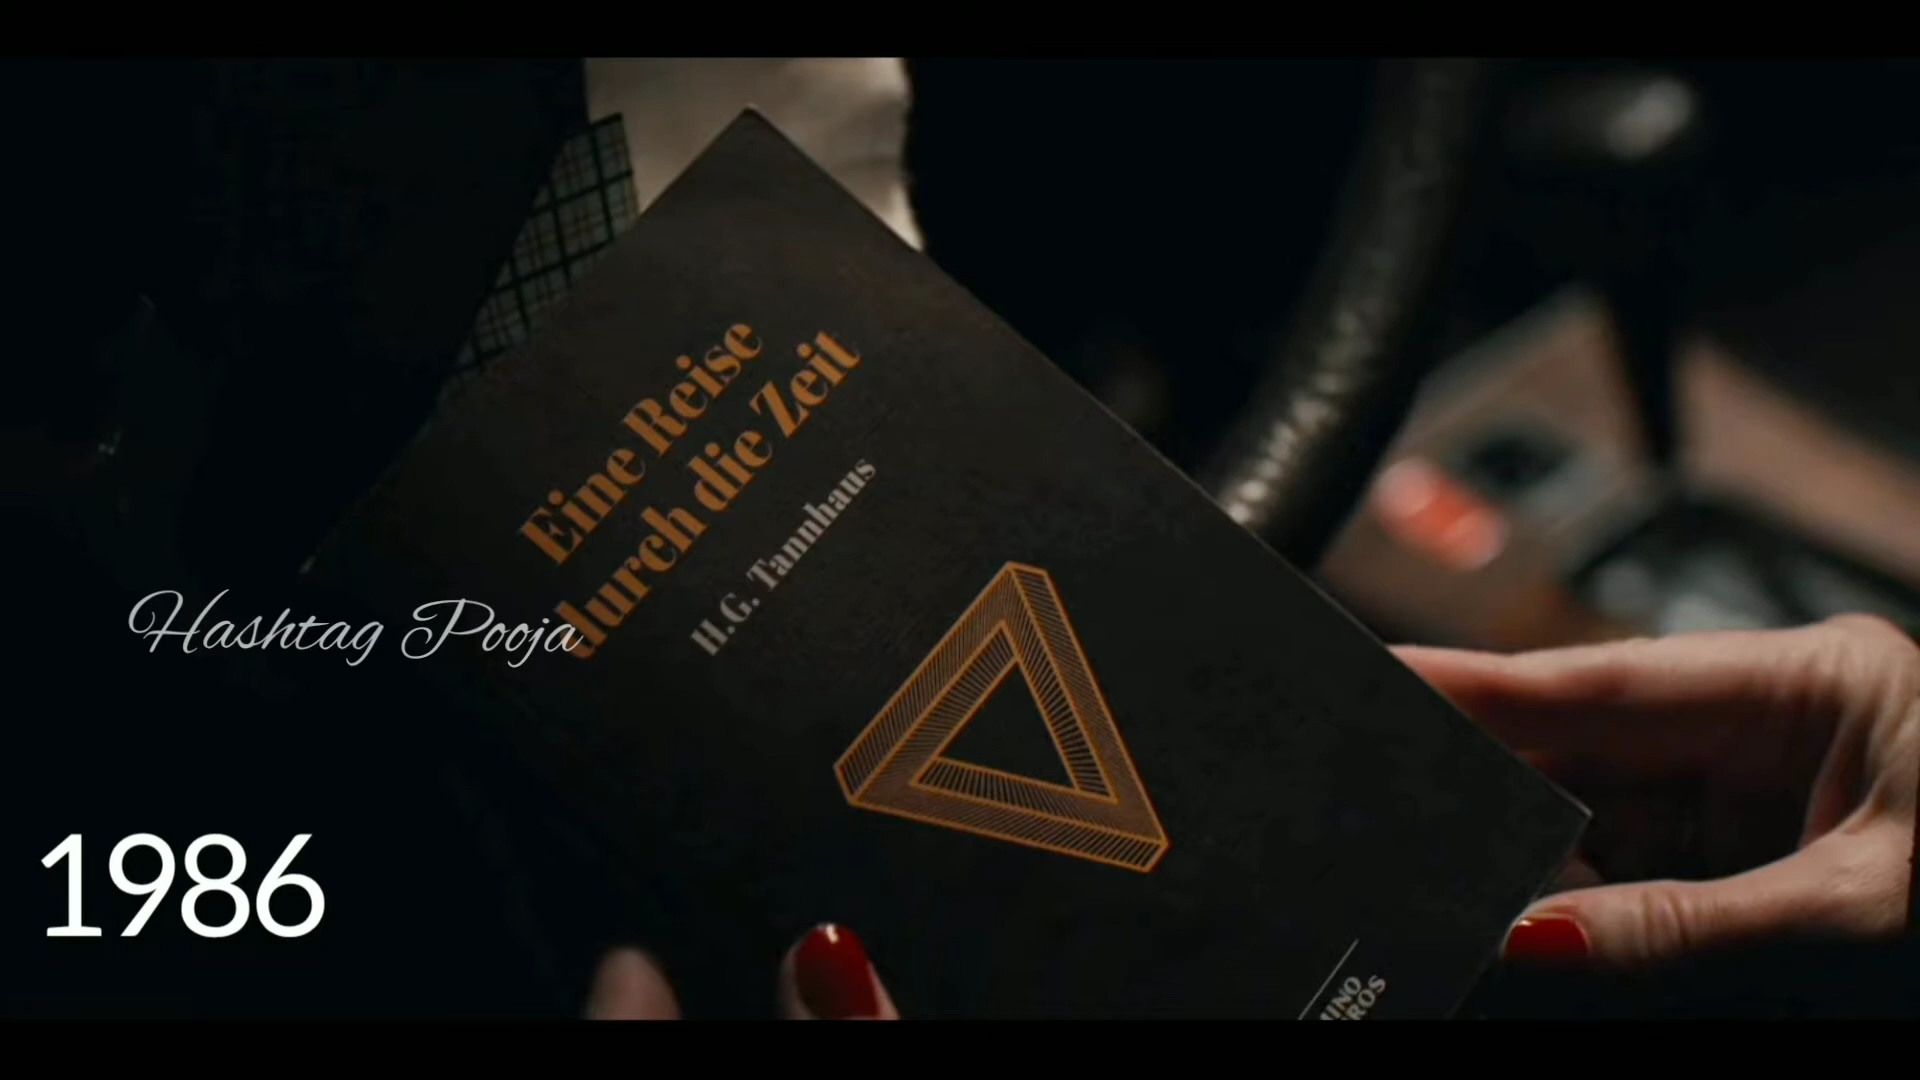 Eine Reise
durch die Zeit
H.G. Tannhaus
Hashtag Pooja
1986